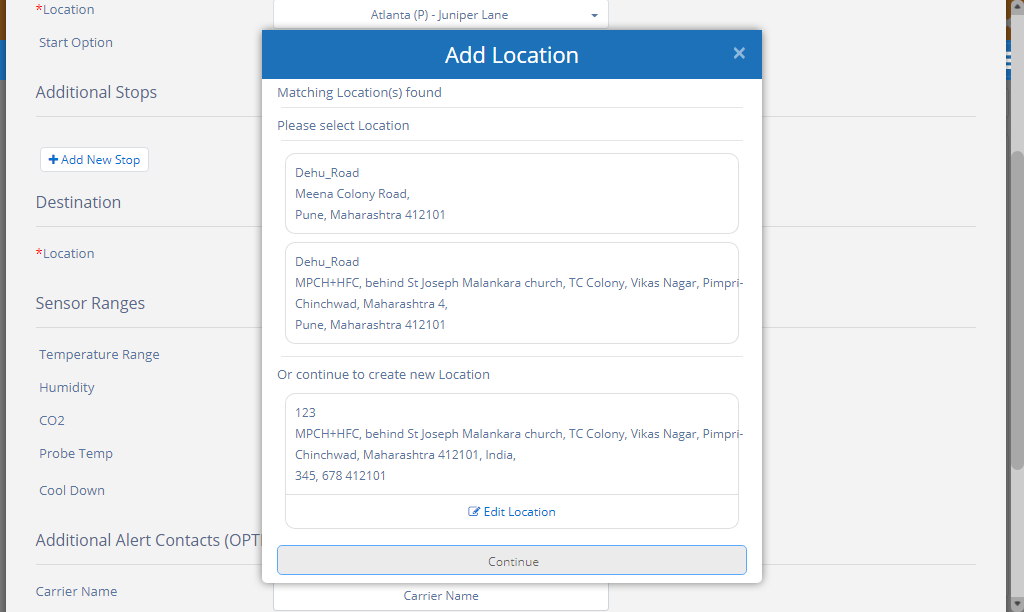 *Location
Atlanta (P) - Juniper Lane
Start Option
Additional Stops
+ Add New Stop
Destination
*Location
Sensor Ranges
Temperature Range
Humidity
CO2
Probe Temp
Cool Down
Additional Alert Contacts (OPT
Carrier Name
Carrier Name
Add Location
×
Matching Location(s) found
Please select Location
Dehu_Road
Meena Colony Road,
Pune, Maharashtra 412101
Dehu_Road
MPCH+HFC, behind St Joseph Malankara church, TC Colony, Vikas Nagar, Pimpri-
Chinchwad, Maharashtra 4,
Pune, Maharashtra 412101
Or continue to create new Location
123
MPCH+HFC, behind St Joseph Malankara church, TC Colony, Vikas Nagar, Pimpri-
Chinchwad, Maharashtra 412101, India,
345, 678 412101
Edit Location
Continue